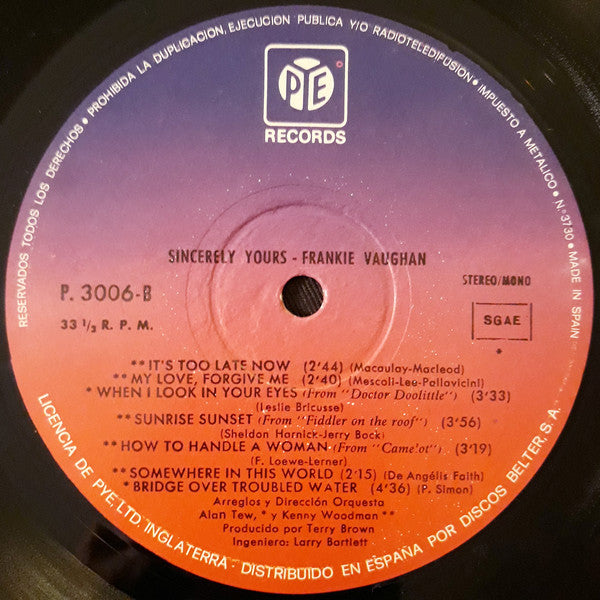 RESERVADOS TODOS LOS DERECHOS • PROHIBIDA LA DUPLICACION, EJECUCION PUBLICA Y/O RADIOTELEDIFUSION • IMPUESTO A METALICO • N.º 3730 • MADE IN SPAIN
PYE
RECORDS
SINCERELY YOURS - FRANKIE VAUGHAN
P. 3006-B
STEREO/MONO
33 1/3 R. P. M.
SGAE
** IT'S TOO LATE NOW (2'44) (Macaulay-Macleod)
** MY LOVE, FORGIVE ME (2'40) (Mescoli-Lee-Pallavicini)
* WHEN I LOOK IN YOUR EYES (From "Doctor Doolittle") (3'33)
(Leslie Bricusse)
** SUNRISE SUNSET (From "Fiddler on the roof") (3'56)
(Sheldon Harnick-Jerry Bock)
** HOW TO HANDLE A WOMAN (From "Camelot") (3'19)
(F. Loewe-Lerner)
** SOMEWHERE IN THIS WORLD (2'15) (De Angélis Faith)
* BRIDGE OVER TROUBLED WATER (4'36) (P. Simon)
Arreglos y Dirección Orquesta
Alan Tew, * y Kenny Woodman **
Producido por Terry Brown
Ingeniero: Larry Bartlett
LICENCIA DE PYE, LTD. INGLATERRA - DISTRIBUIDO EN ESPAÑA POR DISCOS BELTER, S.A.